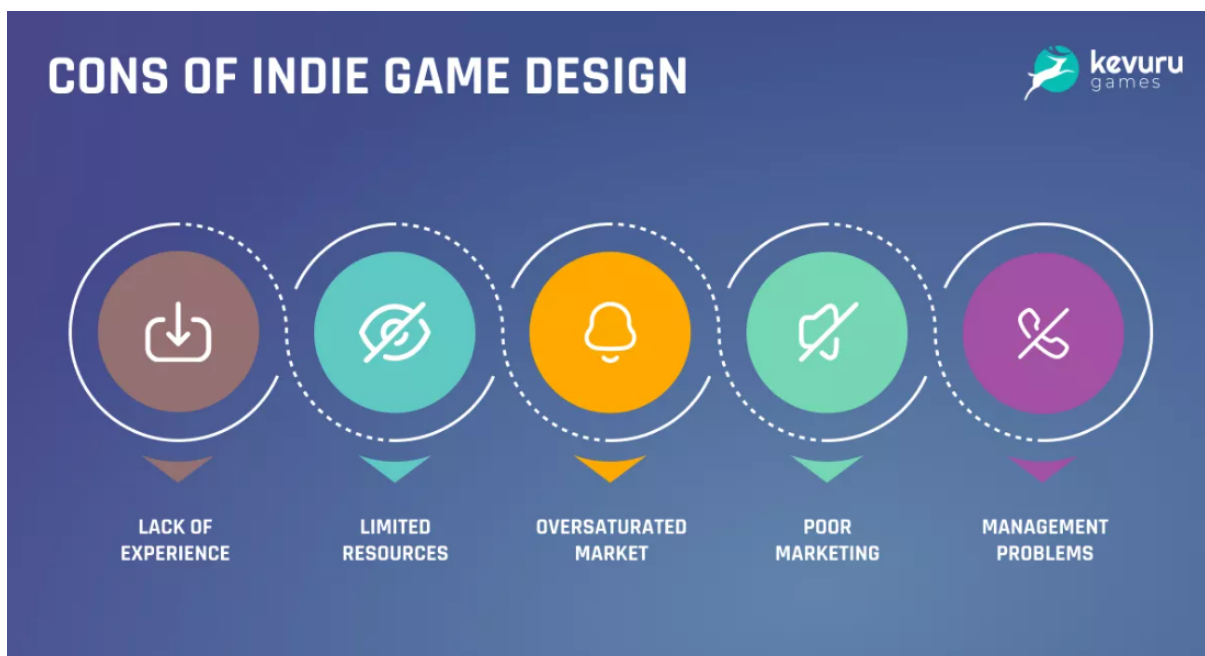 CONS OF INDIE GAME DESIGN
kevuru
games
LACK OF
EXPERIENCE
LIMITED
RESOURCES
OVERSATURATED
MARKET
POOR
MARKETING
MANAGEMENT
PROBLEMS